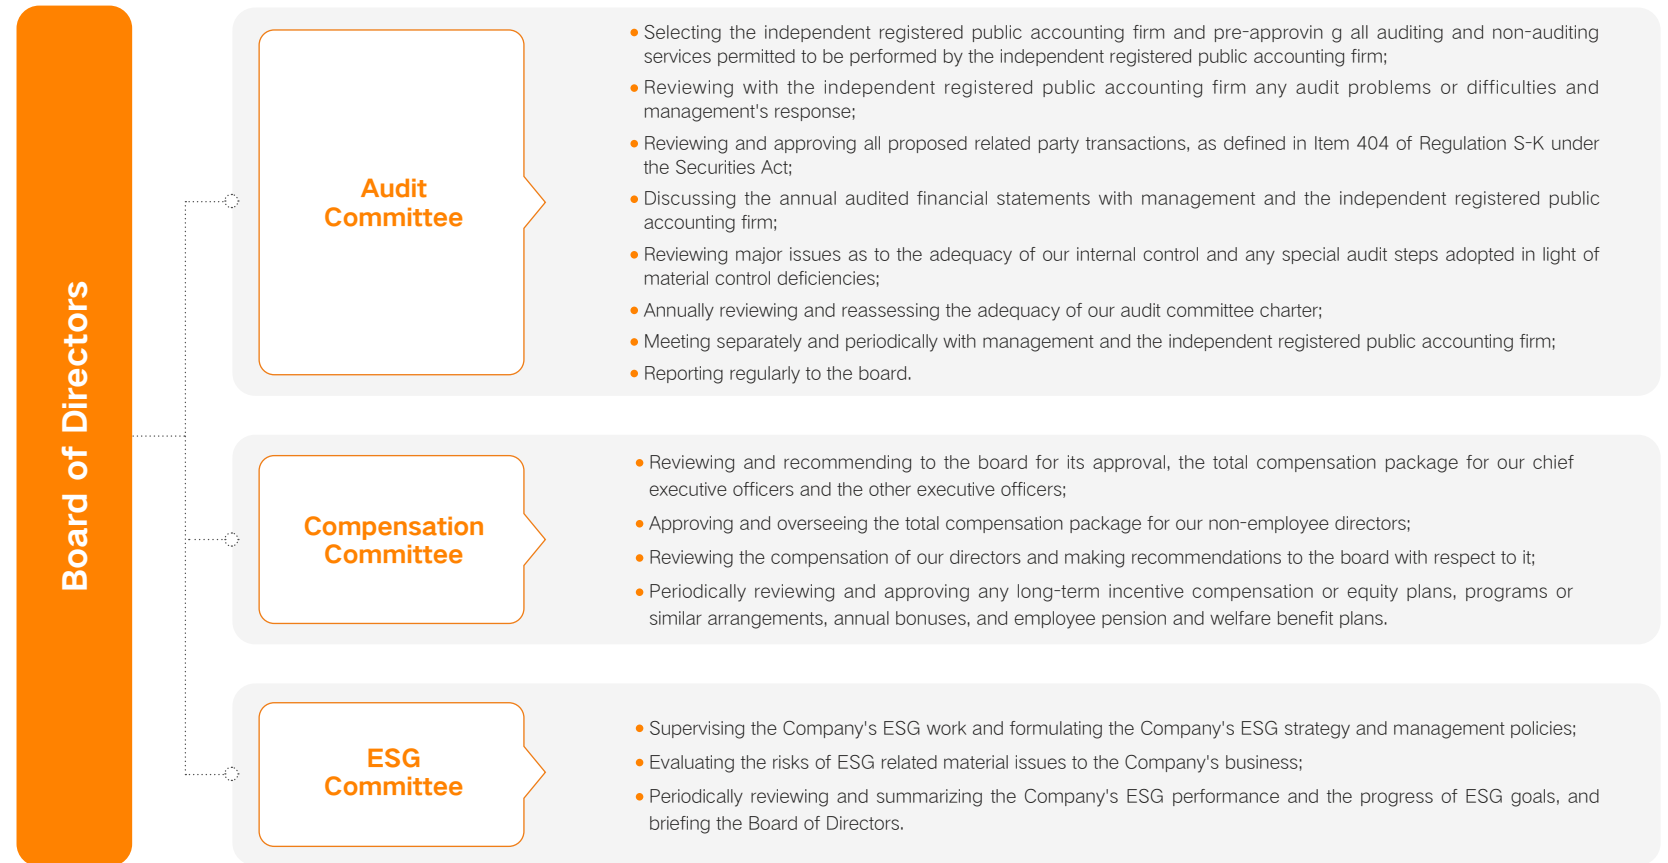 Board of Directors
Audit
Committee
• Selecting the independent registered public accounting firm and pre-approvin g all auditing and non-auditing
services permitted to be performed by the independent registered public accounting firm;
• Reviewing with the independent registered public accounting firm any audit problems or difficulties and
management's response;
• Reviewing and approving all proposed related party transactions, as defined in Item 404 of Regulation S-K under
the Securities Act;
• Discussing the annual audited financial statements with management and the independent registered public
accounting firm;
• Reviewing major issues as to the adequacy of our internal control and any special audit steps adopted in light of
material control deficiencies;
• Annually reviewing and reassessing the adequacy of our audit committee charter;
• Meeting separately and periodically with management and the independent registered public accounting firm;
• Reporting regularly to the board.
Compensation
Committee
• Reviewing and recommending to the board for its approval, the total compensation package for our chief
executive officers and the other executive officers;
• Approving and overseeing the total compensation package for our non-employee directors;
• Reviewing the compensation of our directors and making recommendations to the board with respect to it;
• Periodically reviewing and approving any long-term incentive compensation or equity plans, programs or
similar arrangements, annual bonuses, and employee pension and welfare benefit plans.
ESG
Committee
• Supervising the Company's ESG work and formulating the Company's ESG strategy and management policies;
• Evaluating the risks of ESG related material issues to the Company's business;
• Periodically reviewing and summarizing the Company's ESG performance and the progress of ESG goals, and
briefing the Board of Directors.